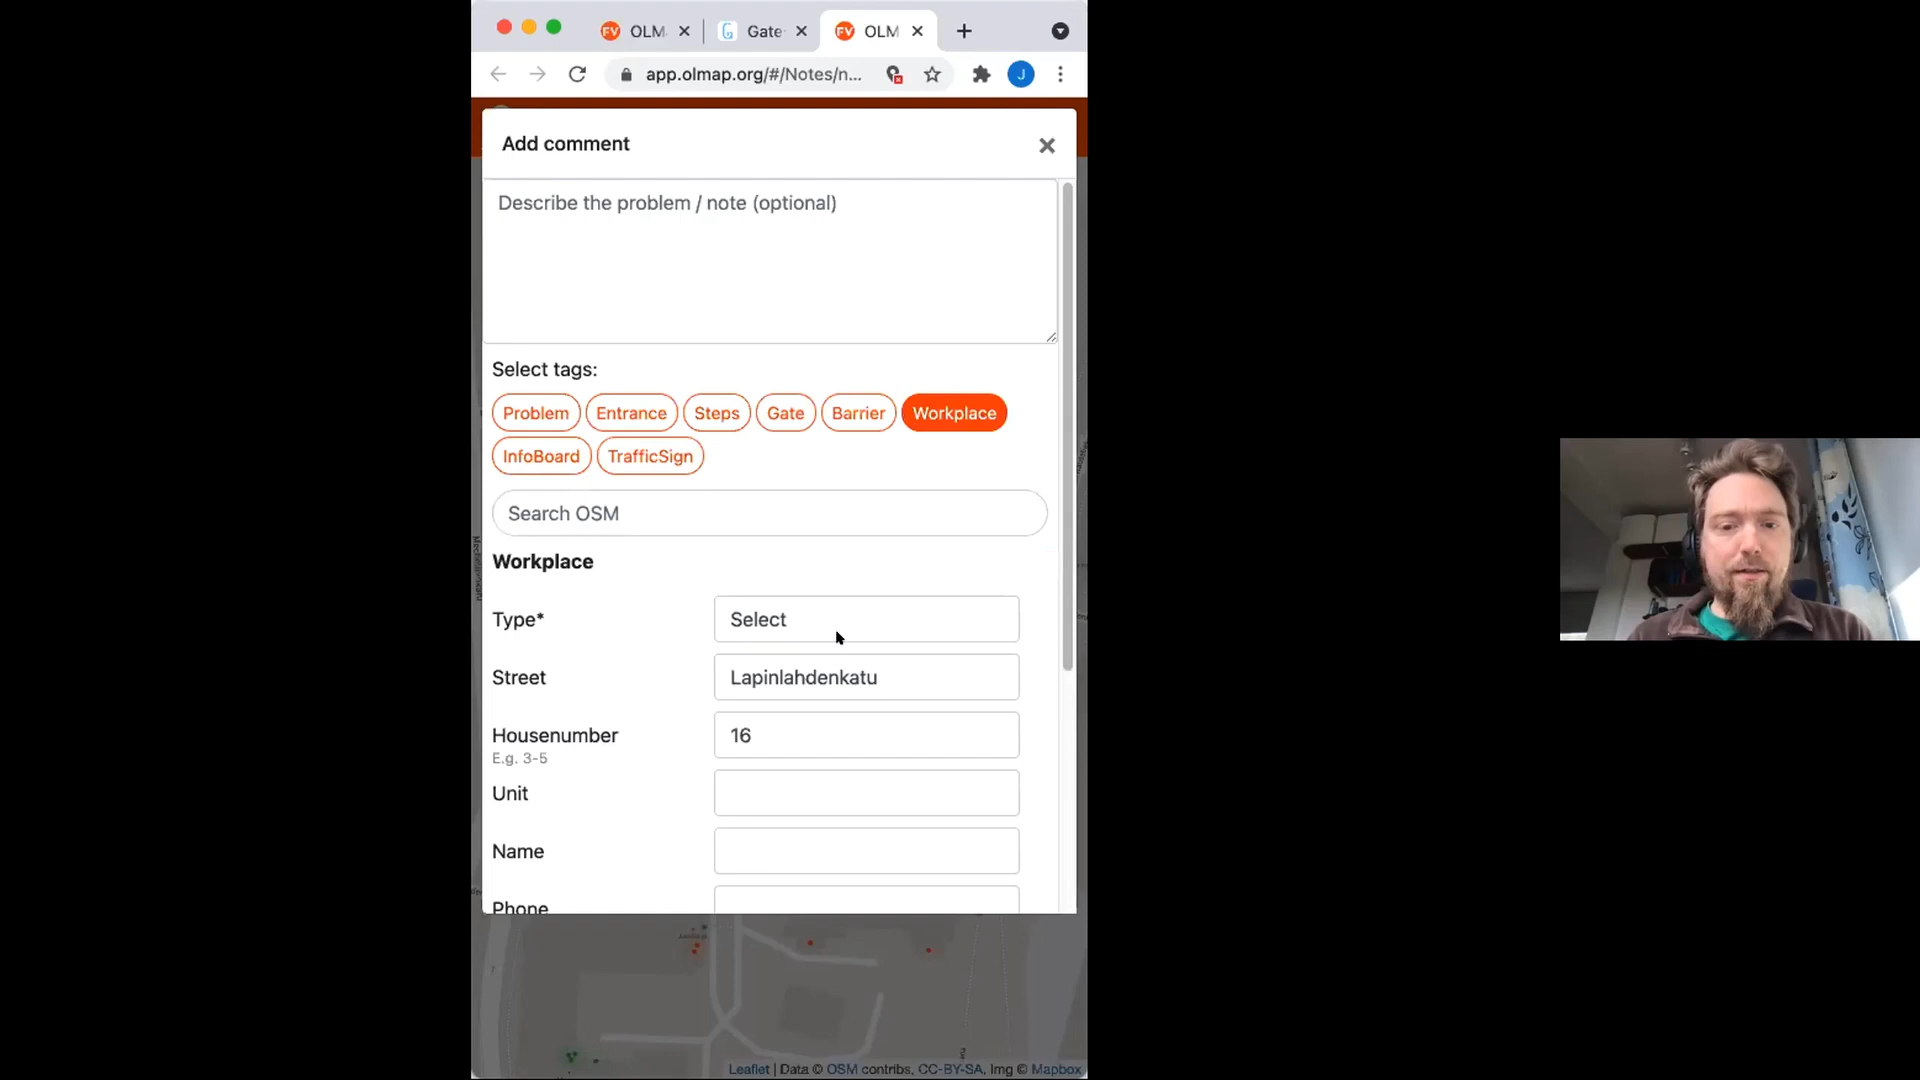 OLM
Gate
OLM
app.olmap.org/#/Notes/n...
J
Add comment
Describe the problem / note (optional)
Select tags:
Problem Entrance Steps Gate Barrier Workplace
InfoBoard TrafficSign
Search OSM
Workplace
Type* Select
Street Lapinlahdenkatu
Housenumber 16
E.g. 3-5
Unit
Name
Phone
Leaflet | Data © OSM contribs, CC-BY-SA, Img © Mapbox